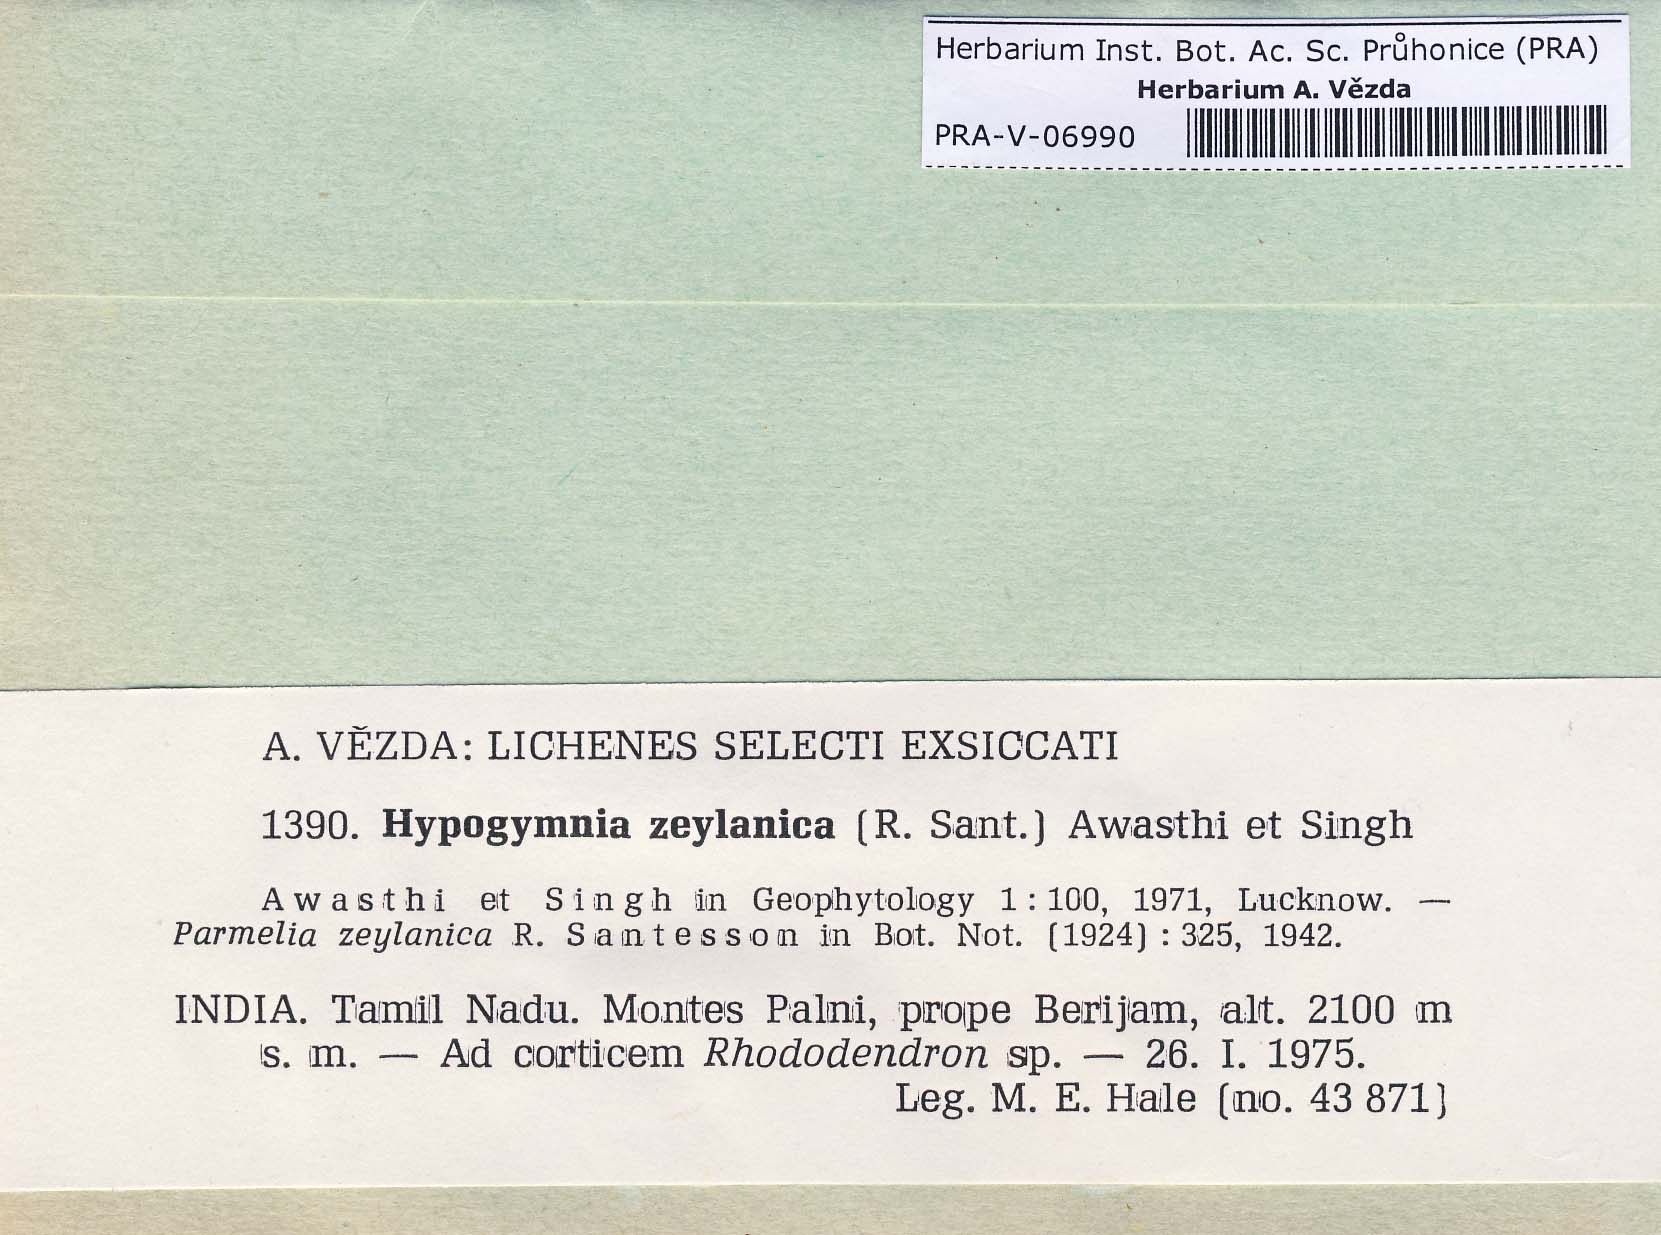 Herbarium Inst. Bot. Ac. Sc. Průhonice (PRA)
Herbarium A. Vězda
PRA-V-06990
A. VĚZDA: LICHENES SELECTI EXSICCATI
1390. Hypogymnia zeylanica (R. Sant.) Awasthi et Singh
Awasthi et Singh in Geophytology 1 : 100, 1971, Lucknow. —
Parmelia zeylanica R. Santesson in Bot. Not. (1924) : 325, 1942.
INDIA. Tamil Nadu. Montes Palni, prope Berijam, alt. 2100 m
s. m. — Ad corticem Rhododendron sp. — 26. I. 1975.
Leg. M. E. Hale (no. 43 871)